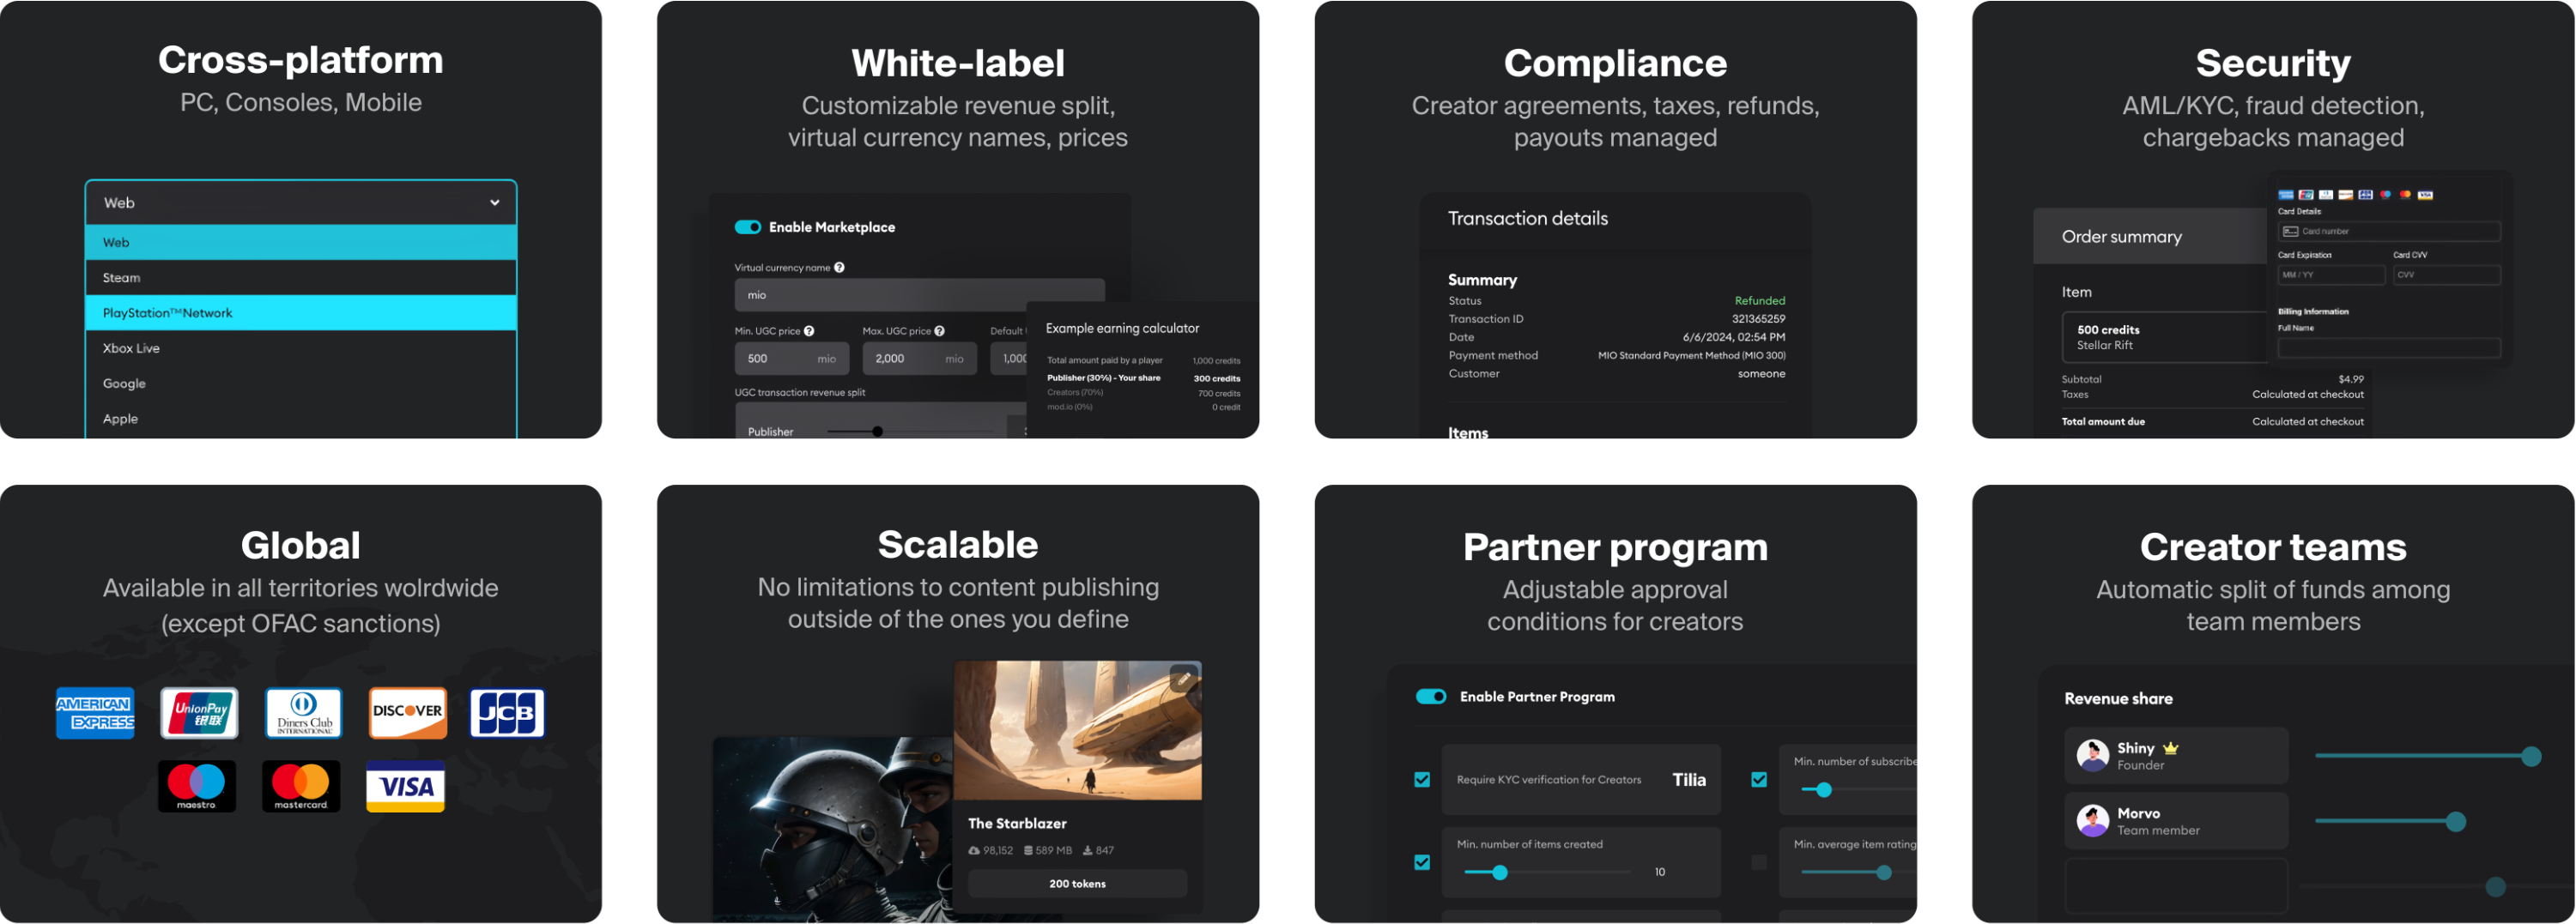 Cross-platform
PC, Consoles, Mobile
Web
Web
Steam
PlayStation™Network
Xbox Live
Google
Apple
White-label
Customizable revenue split,
virtual currency names, prices
Enable Marketplace
Virtual currency name ?
mio
Min. UGC price ? Max. UGC price ? Default
500 mio 2,000 mio 1,000
UGC transaction revenue split
Publisher
Example earning calculator
Total amount paid by a player 1,000 credits
Publisher (30%) - Your share 300 credits
Creators (70%) 700 credits
mod.io (0%) 0 credit
Compliance
Creator agreements, taxes, refunds,
payouts managed
Transaction details
Summary
Status Refunded
Transaction ID 321365259
Date 6/6/2024, 02:54 PM
Payment method MIO Standard Payment Method (MIO 300)
Customer someone
Items
Security
AML/KYC, fraud detection,
chargebacks managed
Order summary
Item
500 credits
Stellar Rift
Subtotal $4.99
Taxes Calculated at checkout
Total amount due Calculated at checkout
Card Details
Card number
Card Expiration Card CVV
MM / YY CVV
Billing Information
Full Name
Global
Available in all territories wolrdwide
(except OFAC sanctions)
AMERICAN
EXPRESS
UnionPay
银联
Diners Club
INTERNATIONAL
DISCOVER
JCB
maestro
mastercard
VISA
Scalable
No limitations to content publishing
outside of the ones you define
The Starblazer
98,152 589 MB 847
200 tokens
Partner program
Adjustable approval
conditions for creators
Enable Partner Program
Require KYC verification for Creators Tilia
Min. number of subscribe
Min. number of items created
10
Min. average item rating
Creator teams
Automatic split of funds among
team members
Revenue share
Shiny
Founder
Morvo
Team member